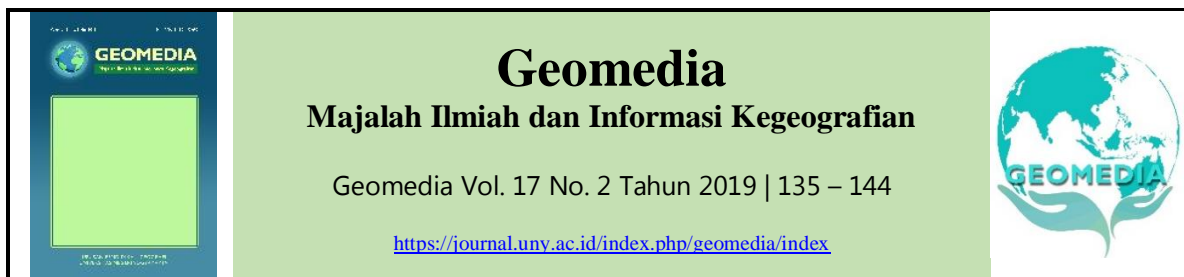 GEOMEDIA
Geomedia
Majalah Ilmiah dan Informasi Kegeografian
Geomedia Vol. 17 No. 2 Tahun 2019 | 135 – 144
https://journal.uny.ac.id/index.php/geomedia/index
GEOMEDIA